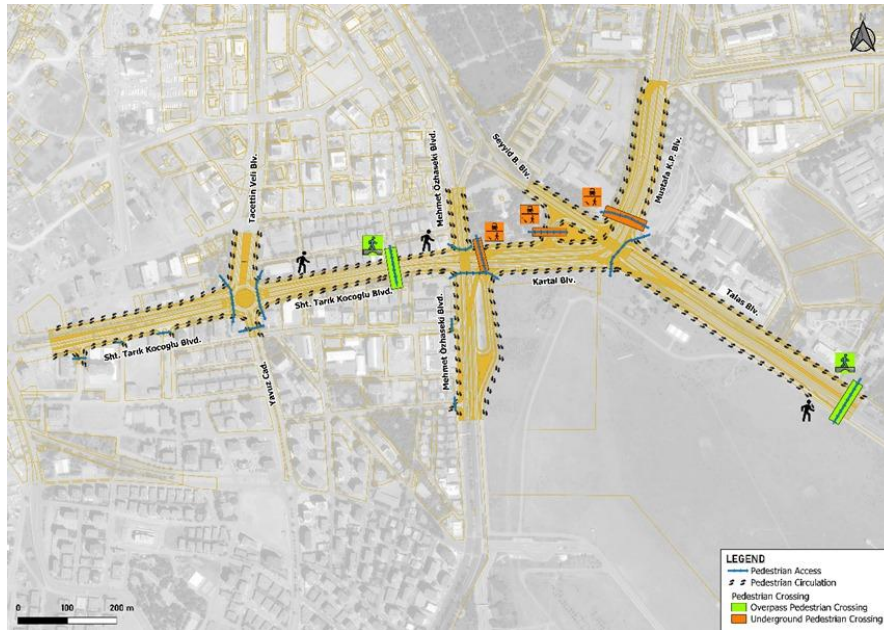 Seyyid B. Blv.
Mustafa K.P. Blv.
Tacettin Veli Blv.
Mehmet Özhaseki Blvd.
Sht. Tarık Kocoglu Blvd.
Kartal Blv.
Talas Blv.
Sht. Tarık Kocoglu Blvd.
Mehmet Özhaseki Blvd.
Yavuz Cad.
LEGEND
Pedestrian Access
Pedestrian Circulation
Pedestrian Crossing
Overpass Pedestrian Crossing
Underground Pedestrian Crossing
0 100 200 m